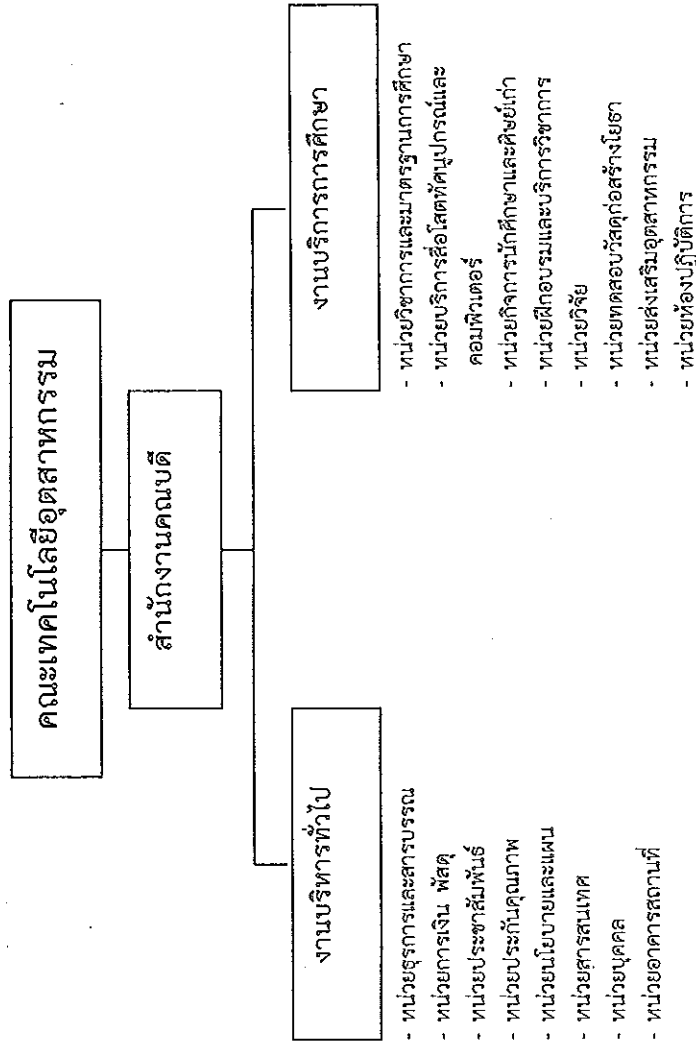 คณะเทคโนโลยีอุตสาหกรรม
สำนักงานคณบดี
งานบริหารทั่วไป
- หน่วยธุรการและสารบรรณ
- หน่วยการเงิน พัสดุ
- หน่วยประชาสัมพันธ์
- หน่วยประกันคุณภาพ
- หน่วยนโยบายและแผน
- หน่วยสารสนเทศ
- หน่วยบุคคล
- หน่วยอาคารสถานที่
งานบริการการศึกษา
- หน่วยวิชาการและมาตรฐานการศึกษา
- หน่วยบริการสื่อโสตทัศนูปกรณ์และ
คอมพิวเตอร์
- หน่วยกิจการนักศึกษาและศิษย์เก่า
- หน่วยฝึกอบรมและบริการวิชาการ
- หน่วยวิจัย
- หน่วยทดสอบวัสดุก่อสร้างโยธา
- หน่วยส่งเสริมอุตสาหกรรม
- หน่วยห้องปฏิบัติการ